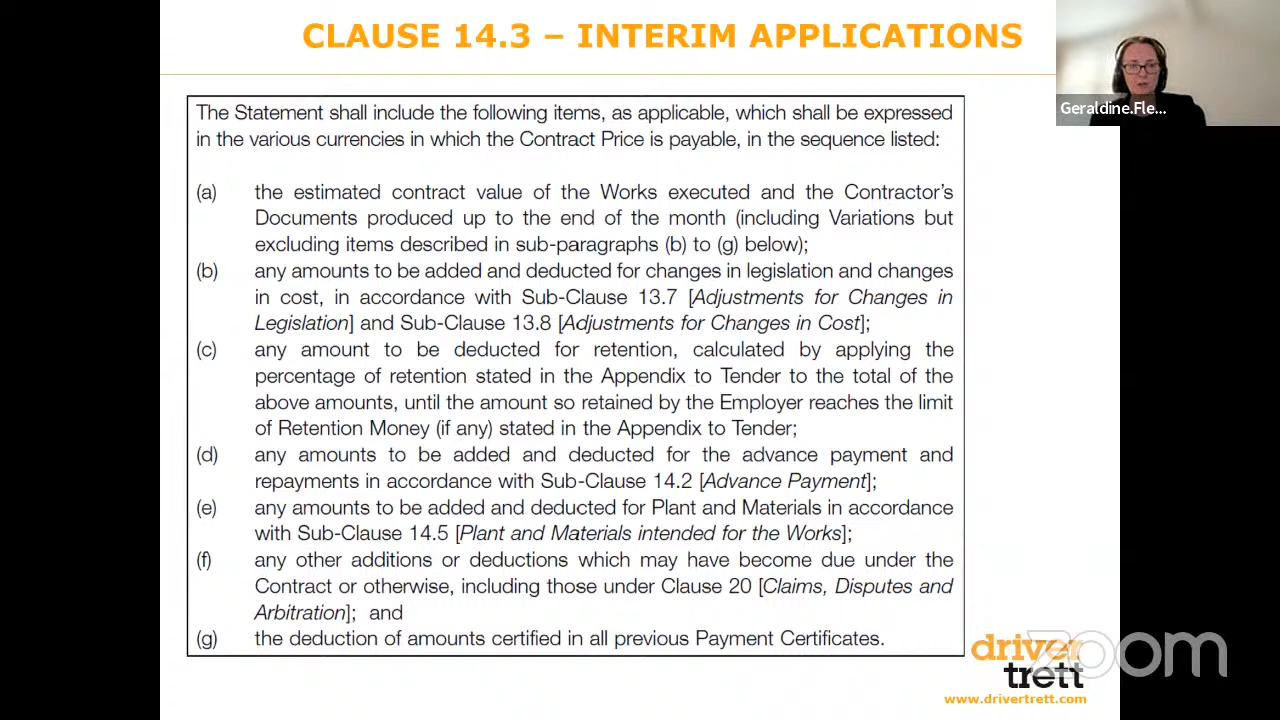 CLAUSE 14.3 – INTERIM APPLICATIONS
Geraldine.Fle...
The Statement shall include the following items, as applicable, which shall be expressed
in the various currencies in which the Contract Price is payable, in the sequence listed:
(a) the estimated contract value of the Works executed and the Contractor's
Documents produced up to the end of the month (including Variations but
excluding items described in sub-paragraphs (b) to (g) below);
(b) any amounts to be added and deducted for changes in legislation and changes
in cost, in accordance with Sub-Clause 13.7 [Adjustments for Changes in
Legislation] and Sub-Clause 13.8 [Adjustments for Changes in Cost];
(c) any amount to be deducted for retention, calculated by applying the
percentage of retention stated in the Appendix to Tender to the total of the
above amounts, until the amount so retained by the Employer reaches the limit
of Retention Money (if any) stated in the Appendix to Tender;
(d) any amounts to be added and deducted for the advance payment and
repayments in accordance with Sub-Clause 14.2 [Advance Payment];
(e) any amounts to be added and deducted for Plant and Materials in accordance
with Sub-Clause 14.5 [Plant and Materials intended for the Works];
(f) any other additions or deductions which may have become due under the
Contract or otherwise, including those under Clause 20 [Claims, Disputes and
Arbitration]; and
(g) the deduction of amounts certified in all previous Payment Certificates.
driver
trett
zoom
www.drivertrett.com